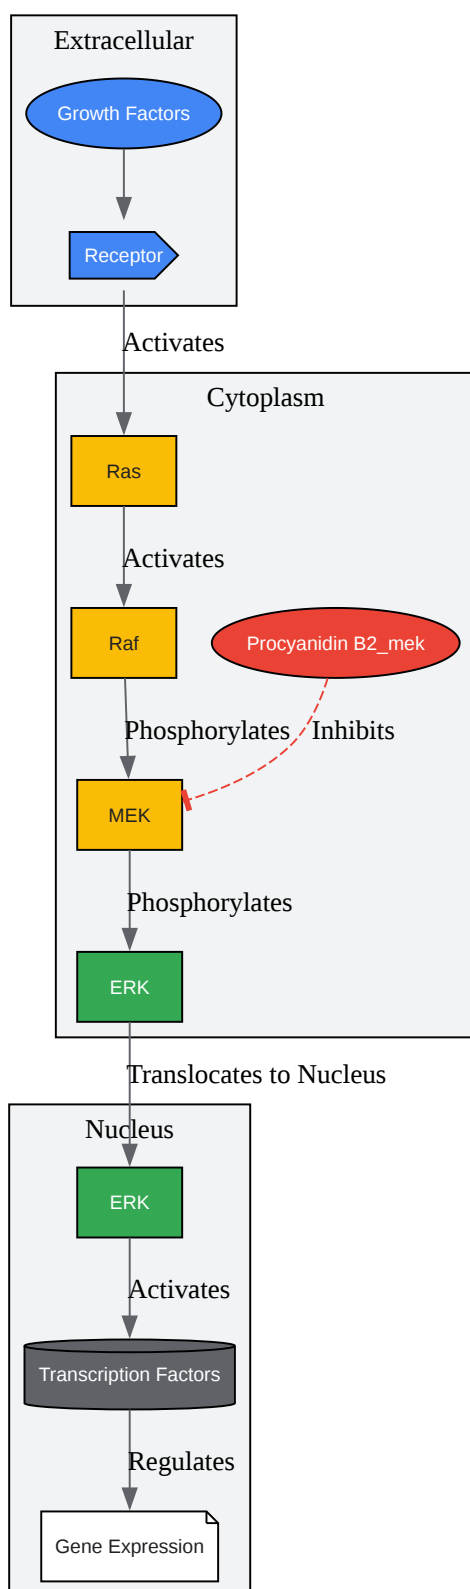 Extracellular
Growth Factors
Receptor
Activates
Cytoplasm
Ras
Activates
Raf
Procyanidin B2_mek
Phosphorylates
Inhibits
MEK
Phosphorylates
ERK
Translocates to Nucleus
Nucleus
ERK
Activates
Transcription Factors
Regulates
Gene Expression